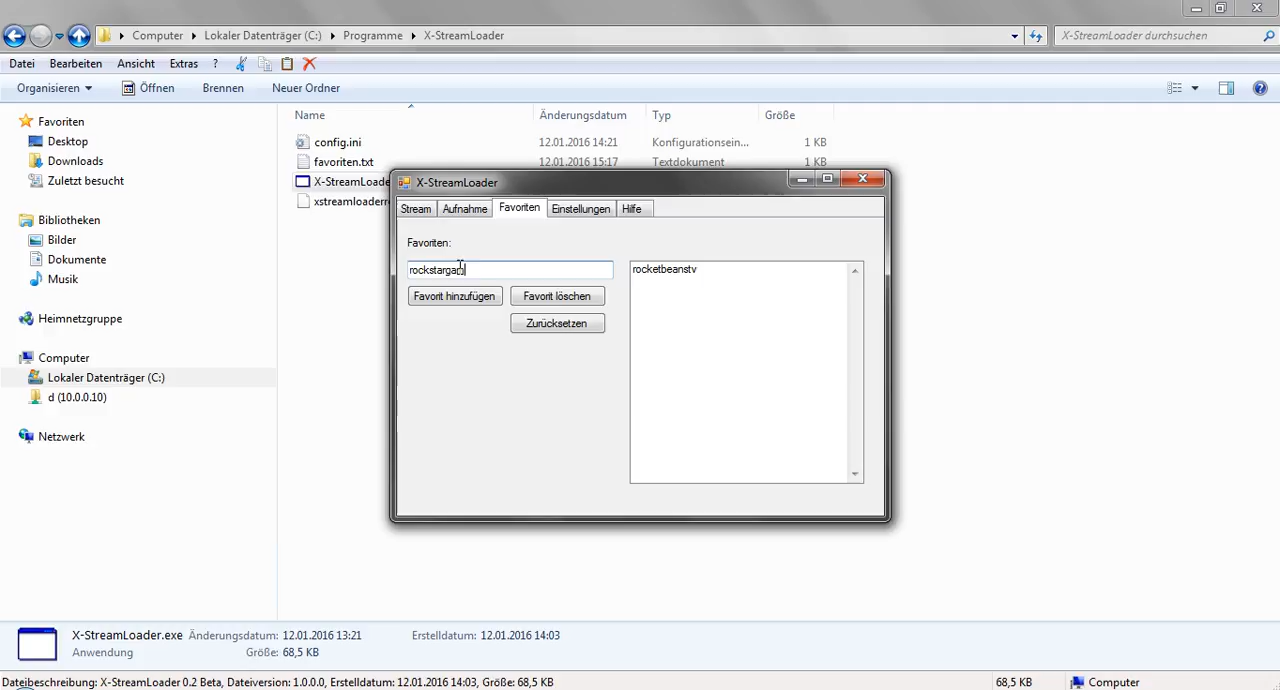 Computer Lokaler Datenträger (C:) Programme X-StreamLoader
X-StreamLoader durchsuchen
Datei Bearbeiten Ansicht Extras ?
Organisieren Öffnen Brennen Neuer Ordner
Favoriten
Desktop
Downloads
Zuletzt besucht
Bibliotheken
Bilder
Dokumente
Musik
Heimnetzgruppe
Computer
Lokaler Datenträger (C:)
d (10.0.0.10)
Netzwerk
Name Änderungsdatum Typ Größe
config.ini 12.01.2016 14:21 Konfigurationsein... 1 KB
favoriten.txt 12.01.2016 15:17 Textdokument 1 KB
X-StreamLoade
xstreamloaderr
X-StreamLoader
Stream Aufnahme Favoriten Einstellungen Hilfe
Favoriten:
Favorit hinzufügen Favorit löschen
Zurücksetzen
rocketbeanstv
X-StreamLoader.exe Änderungsdatum: 12.01.2016 13:21 Erstelldatum: 12.01.2016 14:03
Anwendung Größe: 68,5 KB
Dateibeschreibung: X-StreamLoader 0.2 Beta, Dateiversion: 1.0.0.0, Erstelldatum: 12.01.2016 14:03, Größe: 68,5 KB 68,5 KB Computer